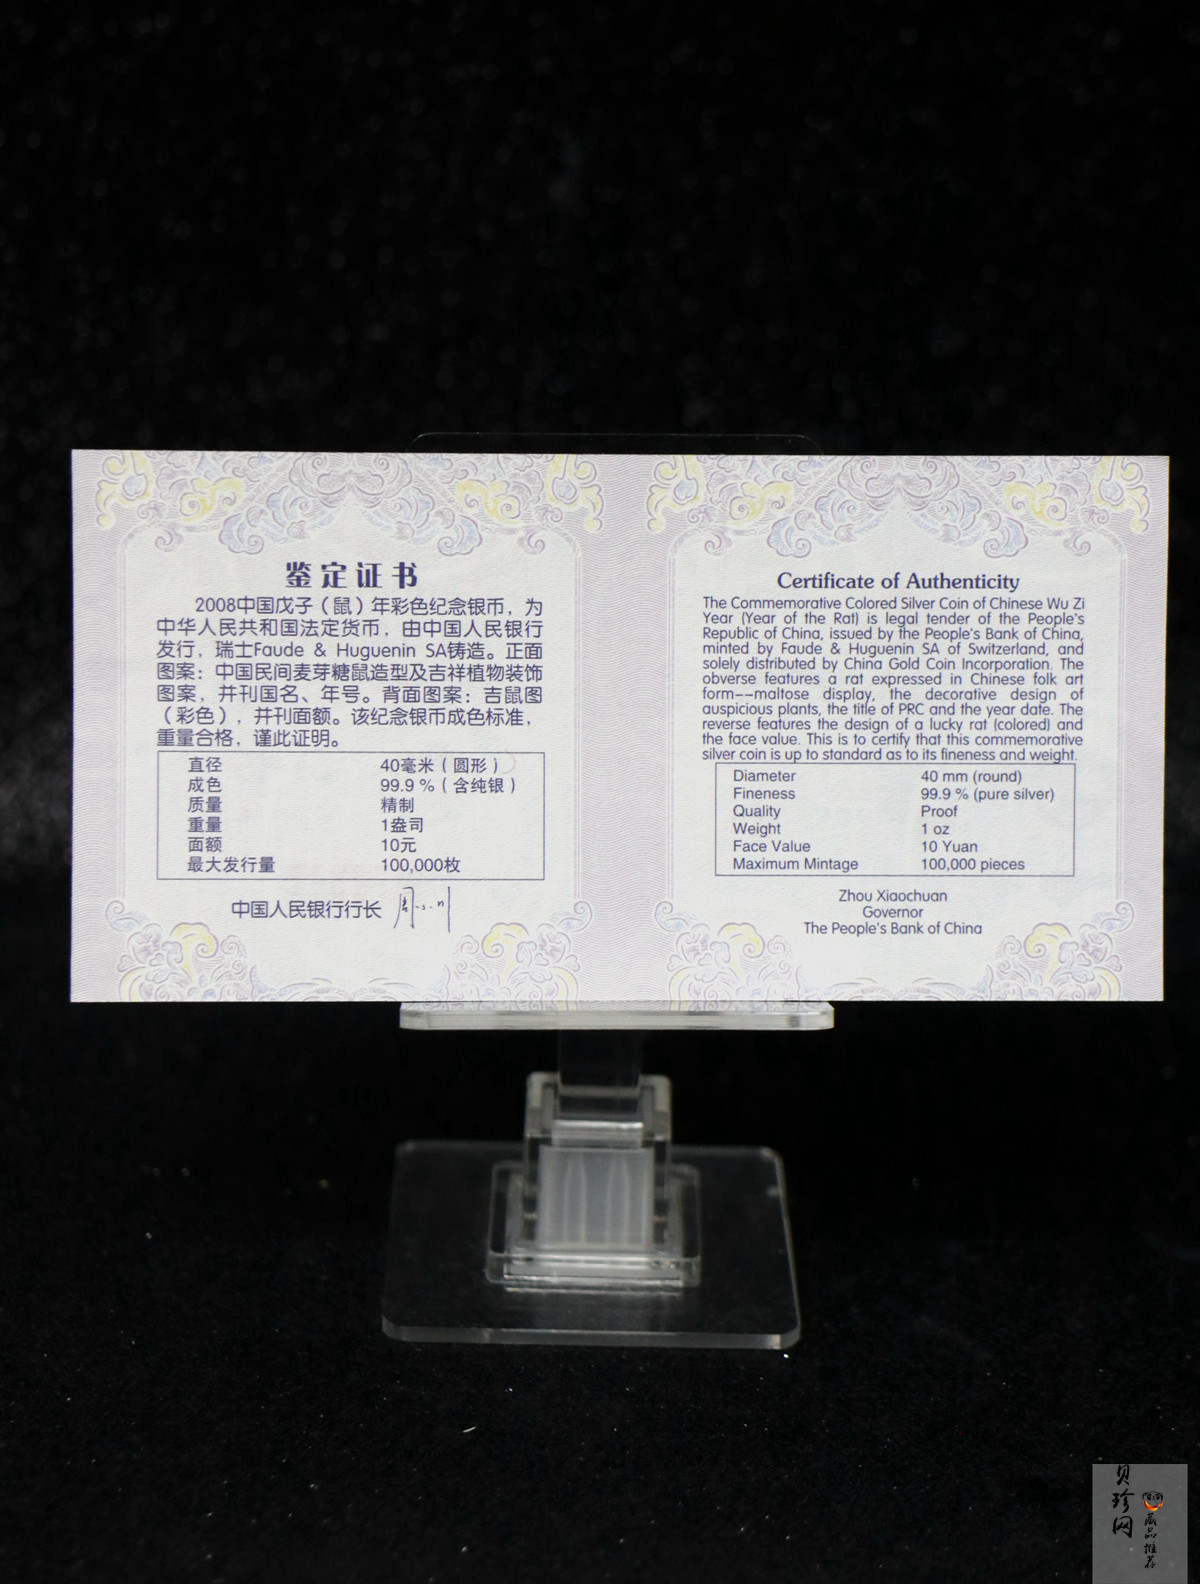 鉴定证书
2008中国戊子（鼠）年彩色纪念银币，为
中华人民共和国法定货币，由中国人民银行
发行，瑞士Faude & Huguenin SA铸造。正面
图案：中国民间麦芽糖鼠造型及吉祥植物装饰
图案，并刊国名、年号。背面图案：吉鼠图
（彩色），并刊面额。该纪念银币成色标准，
重量合格，谨此证明。
直径 40毫米（圆形）
成色 99.9 %（含纯银）
质量 精制
重量 1盎司
面额 10元
最大发行量 100,000枚
中国人民银行行长
Certificate of Authenticity
The Commemorative Colored Silver Coin of Chinese Wu Zi
Year (Year of the Rat) is legal tender of the People's
Republic of China, issued by the People's Bank of China,
minted by Faude & Huguenin SA of Switzerland, and
solely distributed by China Gold Coin Incorporation. The
obverse features a rat expressed in Chinese folk art
form--maltose display, the decorative design of
auspicious plants, the title of PRC and the year date. The
reverse features the design of a lucky rat (colored) and
the face value. This is to certify that this commemorative
silver coin is up to standard as to its fineness and weight.
Diameter 40 mm (round)
Fineness 99.9 % (pure silver)
Quality Proof
Weight 1 oz
Face Value 10 Yuan
Maximum Mintage 100,000 pieces
Zhou Xiaochuan
Governor
The People's Bank of China
贝珍网
藏品推荐